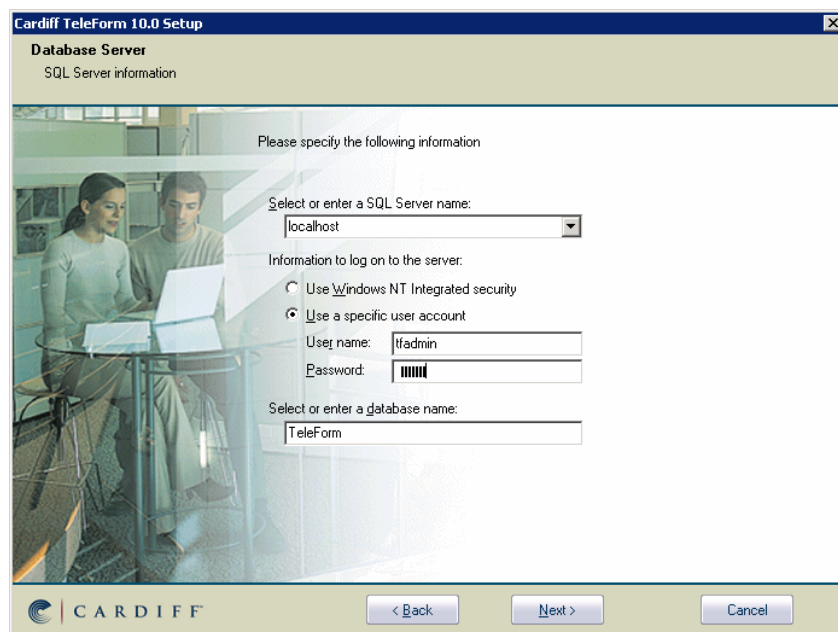 Cardiff TeleForm 10.0 Setup
Database Server
SQL Server information
Please specify the following information
Select or enter a SQL Server name:
localhost
Information to log on to the server:
Use Windows NT Integrated security
Use a specific user account
User name: tfadmin
Password:
Select or enter a database name:
TeleForm
CARDIFF
< Back Next > Cancel